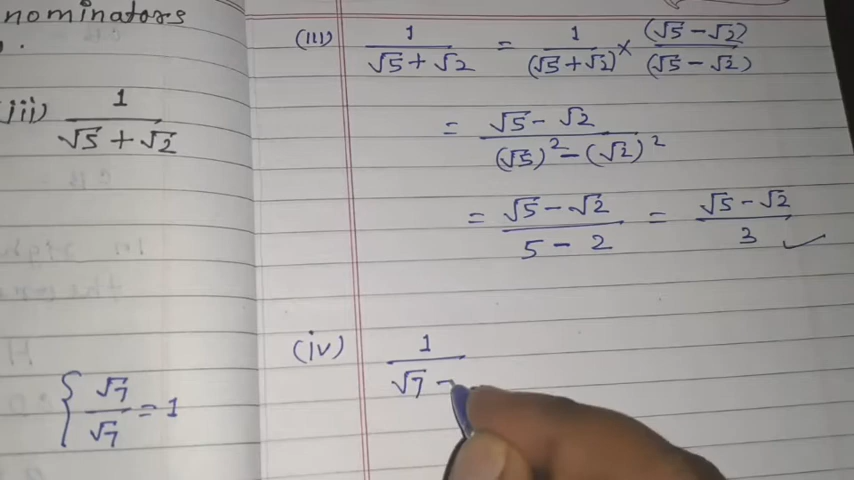 nominators
.
(iii) 1 / (√5 + √2)
{ √7 / √7 = 1
(iii) 1 / (√5 + √2) = 1 / (√5 + √2) × (√5 − √2) / (√5 − √2)
= √5 − √2 / (√5)² − (√2)²
= √5 − √2 / 5 − 2 = √5 − √2 / 3 ✓
(iv) 1 / √7 −